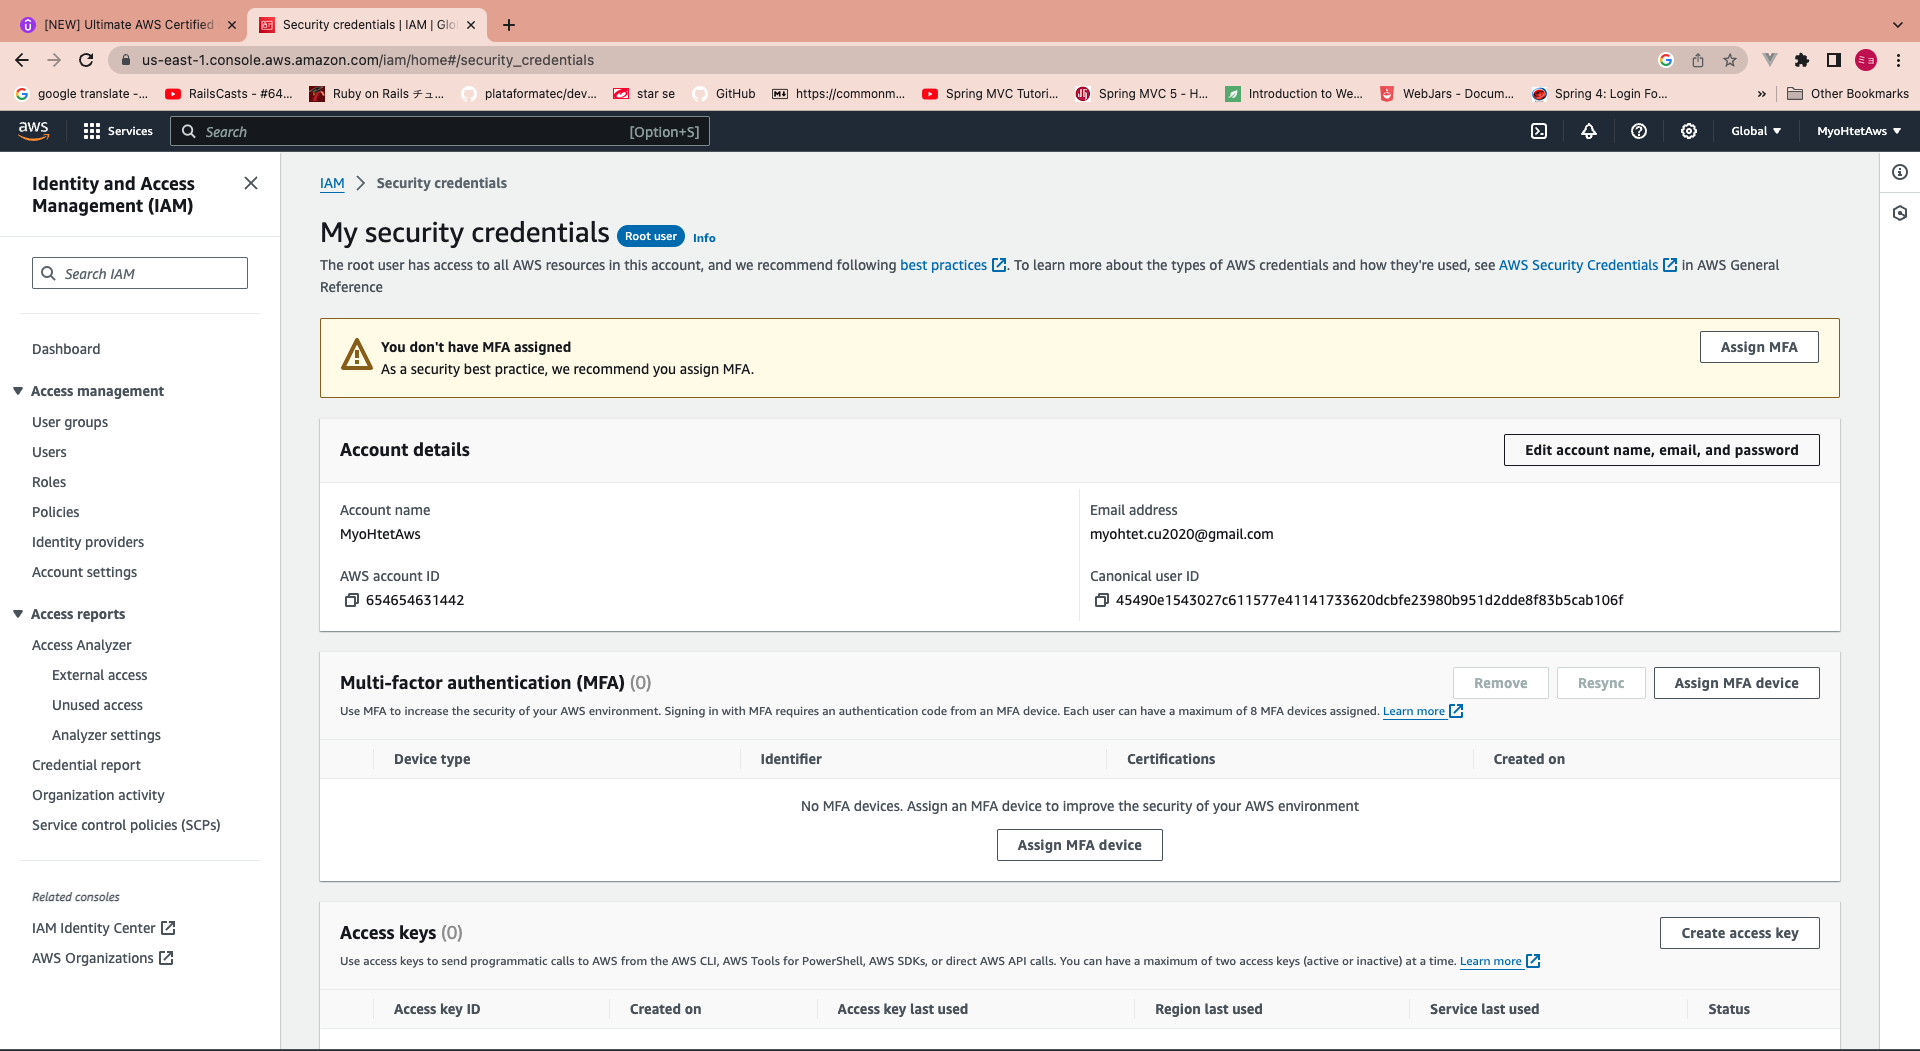 [NEW] Ultimate AWS Certified
Security credentials | IAM | Glo
us-east-1.console.aws.amazon.com/iam/home#/security_credentials
google translate -...
RailsCasts - #64...
Ruby on Rails チュ...
plataformatec/dev...
star se
GitHub
https://commonm...
Spring MVC Tutori...
Spring MVC 5 - H...
Introduction to We...
WebJars - Docum...
Spring 4: Login Fo...
»
Other Bookmarks
aws
Services
Search
[Option+S]
Global
MyoHtetAws
Identity and Access
Management (IAM)
Search IAM
Dashboard
Access management
User groups
Users
Roles
Policies
Identity providers
Account settings
Access reports
Access Analyzer
External access
Unused access
Analyzer settings
Credential report
Organization activity
Service control policies (SCPs)
Related consoles
IAM Identity Center
AWS Organizations
IAM > Security credentials
My security credentials Root user Info
The root user has access to all AWS resources in this account, and we recommend following best practices. To learn more about the types of AWS credentials and how they're used, see AWS Security Credentials in AWS General
Reference
You don't have MFA assigned
As a security best practice, we recommend you assign MFA.
Assign MFA
Account details
Edit account name, email, and password
Account name
MyoHtetAws
Email address
myohtet.cu2020@gmail.com
AWS account ID
654654631442
Canonical user ID
45490e1543027c611577e41141733620dcbfe23980b951d2dde8f83b5cab106f
Multi-factor authentication (MFA) (0)
Remove
Resync
Assign MFA device
Use MFA to increase the security of your AWS environment. Signing in with MFA requires an authentication code from an MFA device. Each user can have a maximum of 8 MFA devices assigned. Learn more
Device type
Identifier
Certifications
Created on
No MFA devices. Assign an MFA device to improve the security of your AWS environment
Assign MFA device
Access keys (0)
Create access key
Use access keys to send programmatic calls to AWS from the AWS CLI, AWS Tools for PowerShell, AWS SDKs, or direct AWS API calls. You can have a maximum of two access keys (active or inactive) at a time. Learn more
Access key ID
Created on
Access key last used
Region last used
Service last used
Status